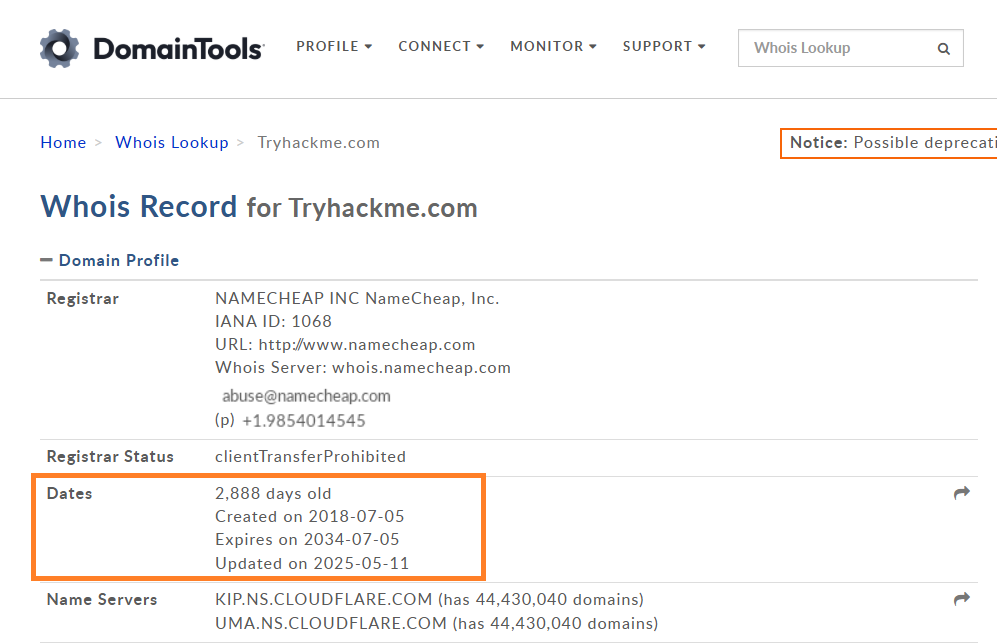 DomainTools PROFILE CONNECT MONITOR SUPPORT Whois Lookup
Home > Whois Lookup > Tryhackme.com
Notice: Possible deprecati
Whois Record for Tryhackme.com
Domain Profile
Registrar NAMECHEAP INC NameCheap, Inc.
IANA ID: 1068
URL: http://www.namecheap.com
Whois Server: whois.namecheap.com
abuse@namecheap.com
(p) +1.9854014545
Registrar Status clientTransferProhibited
Dates 2,888 days old
Created on 2018-07-05
Expires on 2034-07-05
Updated on 2025-05-11
Name Servers KIP.NS.CLOUDFLARE.COM (has 44,430,040 domains)
UMA.NS.CLOUDFLARE.COM (has 44,430,040 domains)